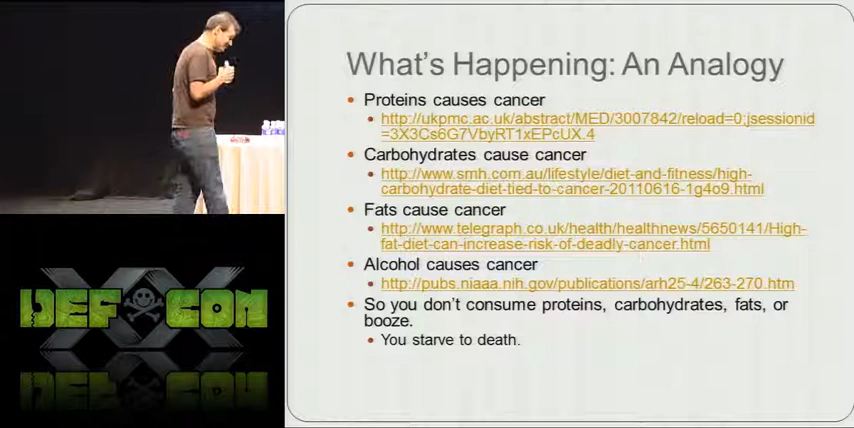 What's Happening: An Analogy
Proteins causes cancer
http://ukpmc.ac.uk/abstract/MED/3007842/reload=0;jsessionid
=3X3Cs6G7VbyRT1xEPcUX.4
Carbohydrates cause cancer
http://www.smh.com.au/lifestyle/diet-and-fitness/high-
carbohydrate-diet-tied-to-cancer-20110616-1g4o9.html
Fats cause cancer
http://www.telegraph.co.uk/health/healthnews/5650141/High-
fat-diet-can-increase-risk-of-deadly-cancer.html
Alcohol causes cancer
http://pubs.niaaa.nih.gov/publications/arh25-4/263-270.htm
So you don't consume proteins, carbohydrates, fats, or
booze.
You starve to death.
XX
DEF CON